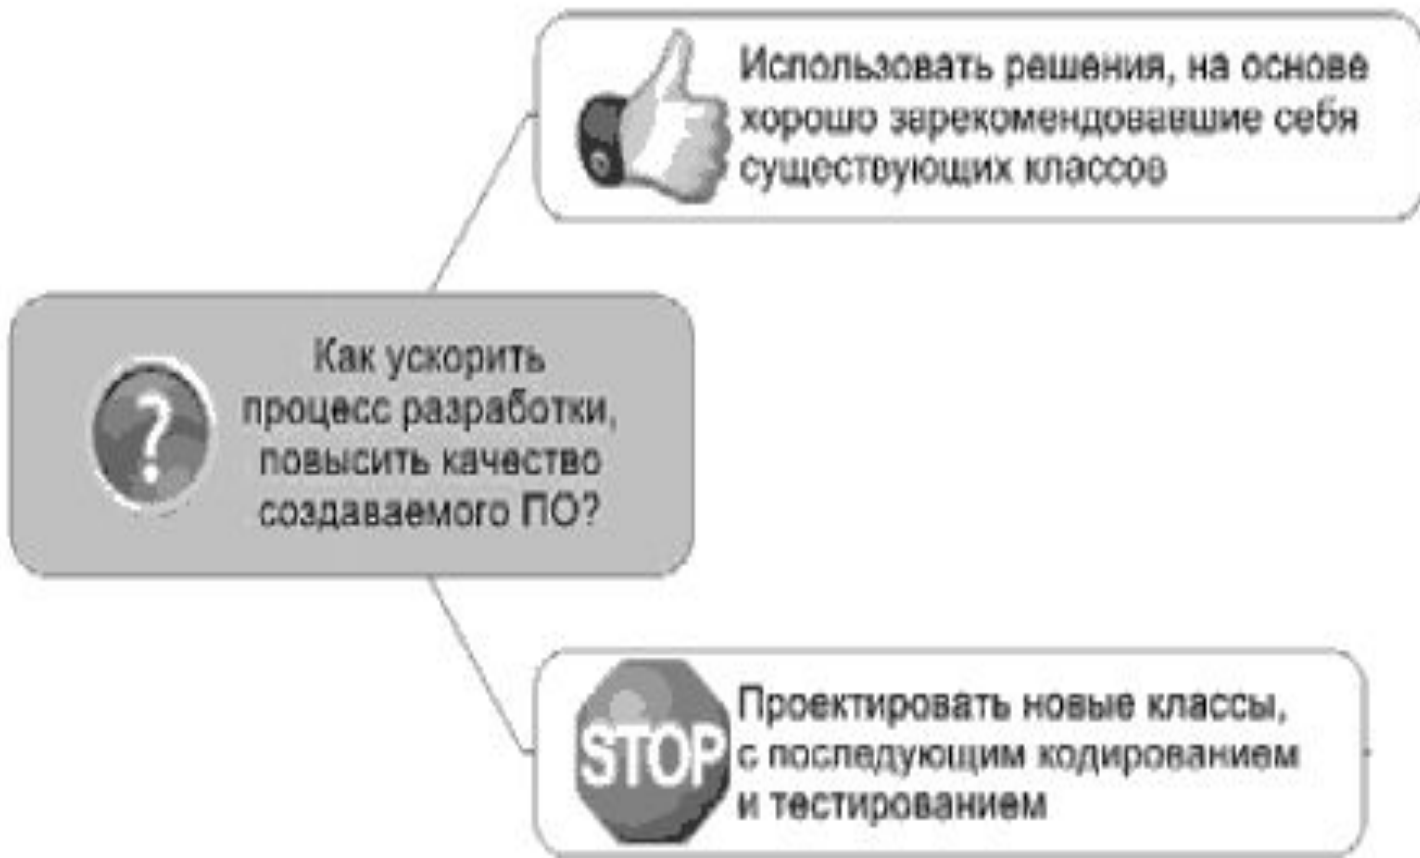 Использовать решения, на основе
хорошо зарекомендовавшие себя
существующих классов
Как ускорить
процесс разработки,
повысить качество
создаваемого ПО?
?
STOP
Проектировать новые классы,
с последующим кодированием
и тестированием